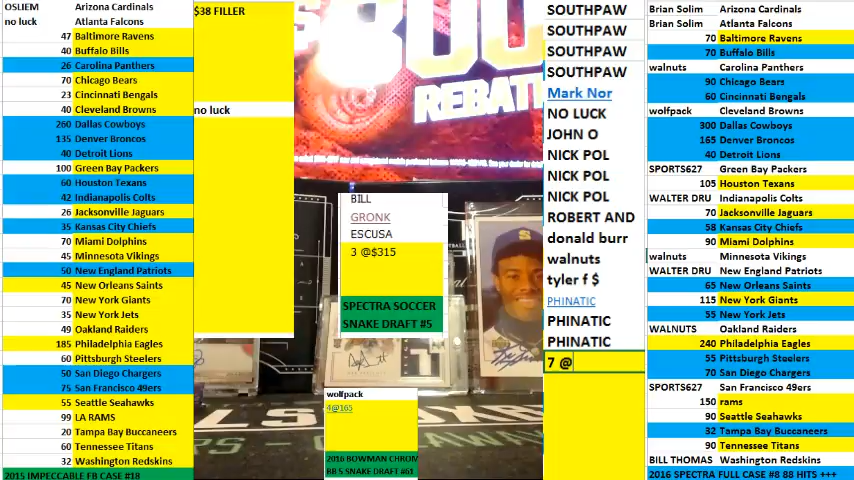 OSLIEM Arizona Cardinals
no luck Atlanta Falcons
47 Baltimore Ravens
40 Buffalo Bills
26 Carolina Panthers
70 Chicago Bears
23 Cincinnati Bengals
40 Cleveland Browns
260 Dallas Cowboys
135 Denver Broncos
40 Detroit Lions
100 Green Bay Packers
60 Houston Texans
42 Indianapolis Colts
26 Jacksonville Jaguars
35 Kansas City Chiefs
70 Miami Dolphins
45 Minnesota Vikings
50 New England Patriots
45 New Orleans Saints
70 New York Giants
35 New York Jets
49 Oakland Raiders
185 Philadelphia Eagles
60 Pittsburgh Steelers
50 San Diego Chargers
75 San Francisco 49ers
55 Seattle Seahawks
99 LA RAMS
20 Tampa Bay Buccaneers
60 Tennessee Titans
32 Washington Redskins
2015 IMPECCABLE FB CASE #18
$38 FILLER
no luck
REBAT
BILL
GRONK
ESCUSA
3 @$315
SPECTRA SOCCER
SNAKE DRAFT #5
wolfpack
4@165
2016 BOWMAN CHROM
BB 5 SNAKE DRAFT #61
SOUTHPAW
SOUTHPAW
SOUTHPAW
SOUTHPAW
Mark Nor
NO LUCK
JOHN O
NICK POL
NICK POL
NICK POL
ROBERT AND
donald burr
walnuts
tyler f $
PHINATIC
PHINATIC
PHINATIC
7 @
Brian Solim Arizona Cardinals
Brian Solim Atlanta Falcons
70 Baltimore Ravens
70 Buffalo Bills
walnuts Carolina Panthers
90 Chicago Bears
60 Cincinnati Bengals
wolfpack Cleveland Browns
300 Dallas Cowboys
165 Denver Broncos
40 Detroit Lions
SPORTS627 Green Bay Packers
105 Houston Texans
WALTER DRU Indianapolis Colts
70 Jacksonville Jaguars
58 Kansas City Chiefs
90 Miami Dolphins
walnuts Minnesota Vikings
WALTER DRU New England Patriots
65 New Orleans Saints
115 New York Giants
55 New York Jets
WALNUTS Oakland Raiders
240 Philadelphia Eagles
55 Pittsburgh Steelers
70 San Diego Chargers
SPORTS627 San Francisco 49ers
150 rams
90 Seattle Seahawks
32 Tampa Bay Buccaneers
90 Tennessee Titans
BILL THOMAS Washington Redskins
2016 SPECTRA FULL CASE #8 88 HITS +++